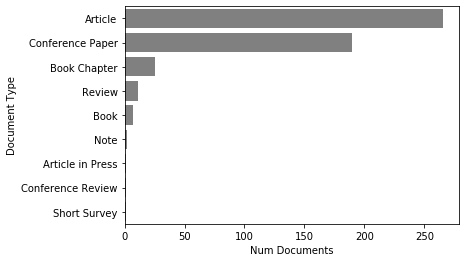 Article
Conference Paper
Book Chapter
Review
Book
Note
Article in Press
Conference Review
Short Survey
Document Type
0 50 100 150 200 250
Num Documents